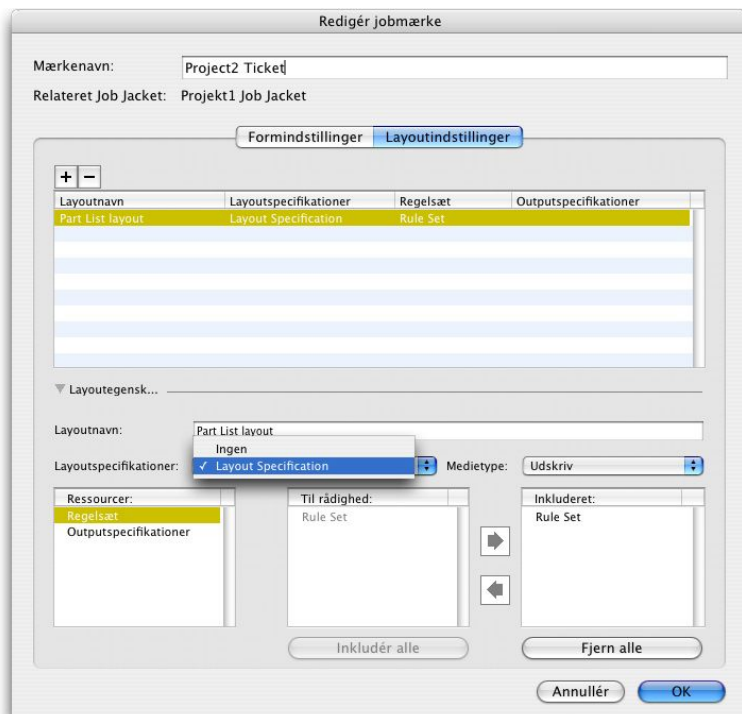 Redigér jobmærke
Mærkenavn: Project2 Ticket
Relateret Job Jacket: Projekt1 Job Jacket
Formindstillinger Layoutindstillinger
+ −
Layoutnavn Layoutspecifikationer Regelsæt Outputspecifikationer
Part List layout Layout Specification Rule Set
Layoutegensk...
Layoutnavn: Part List layout
Ingen
Layoutspecifikationer: ✓ Layout Specification Medietype: Udskriv
Ressourcer: Til rådighed: Inkluderet:
Regelsæt Rule Set Rule Set
Outputspecifikationer
Inkludér alle Fjern alle
Annullér OK